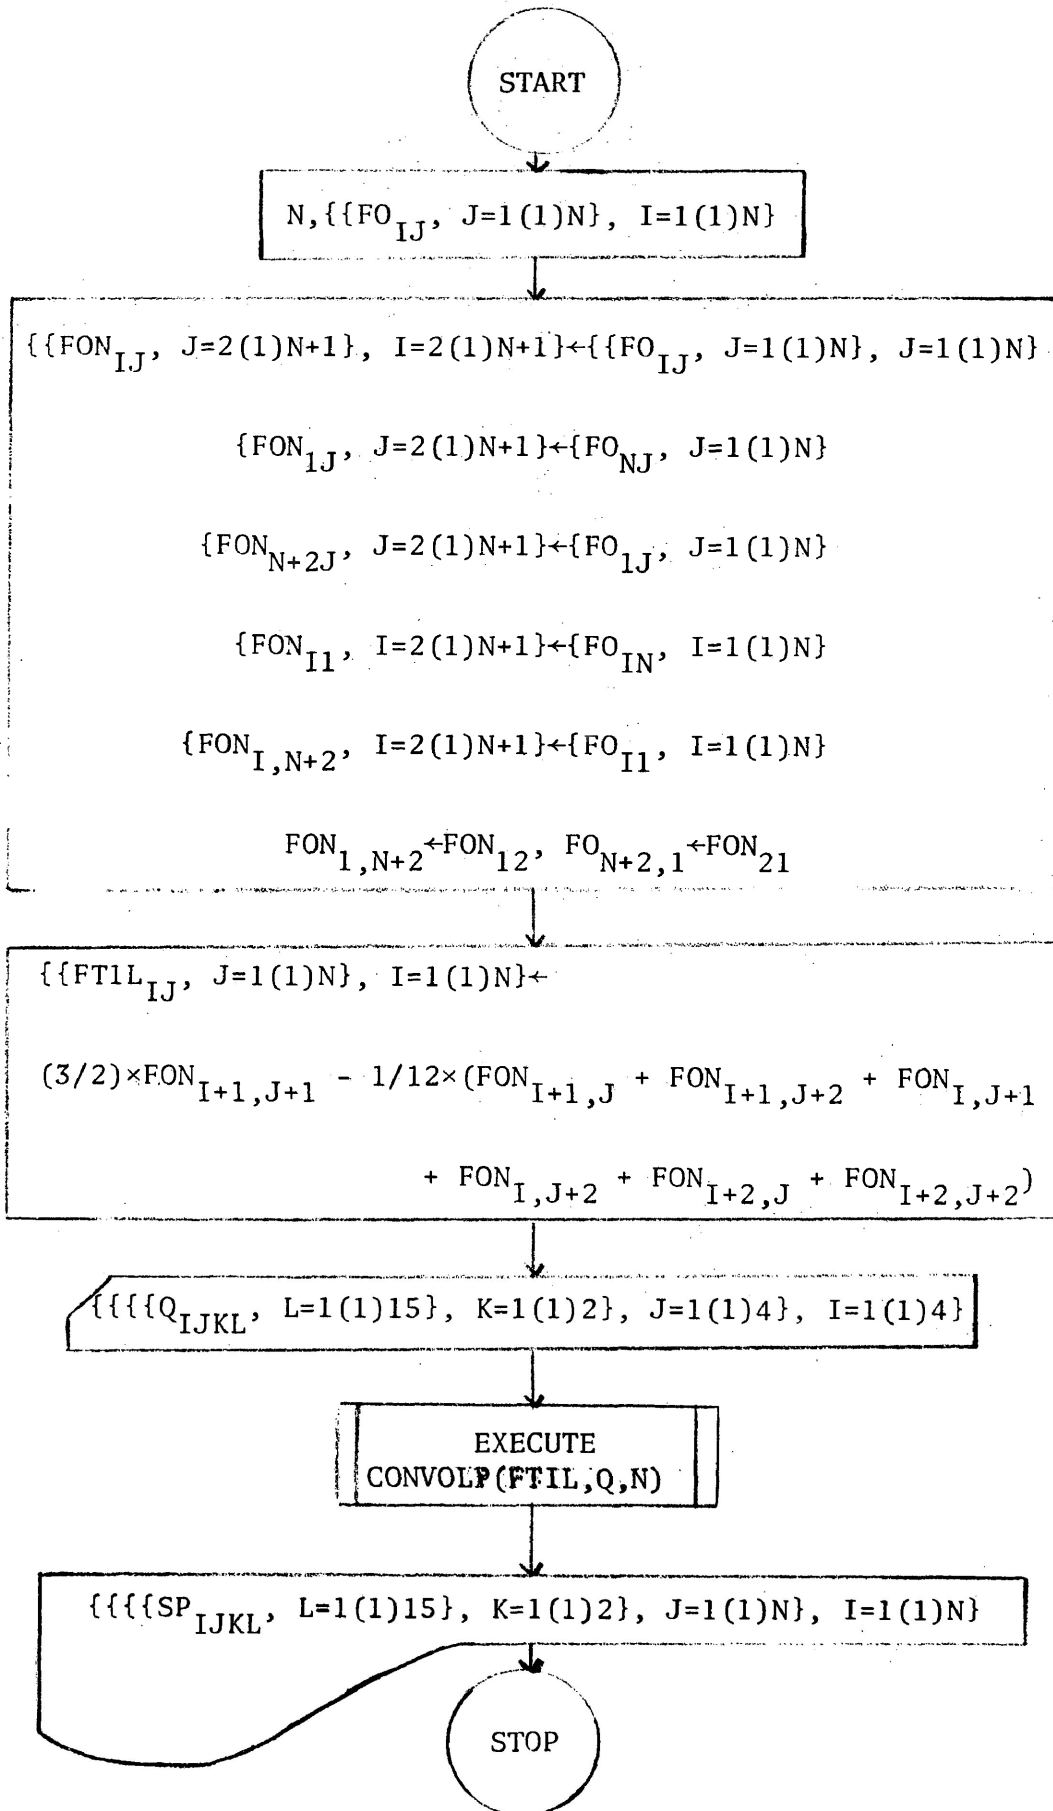 START
N,{{FO_IJ, J=1(1)N}, I=1(1)N}
{{FON_IJ, J=2(1)N+1}, I=2(1)N+1}←{{FO_IJ, J=1(1)N}, J=1(1)N}
{FON_1J, J=2(1)N+1}←{FO_NJ, J=1(1)N}
{FON_N+2J, J=2(1)N+1}←{FO_1J, J=1(1)N}
{FON_I1, I=2(1)N+1}←{FO_IN, I=1(1)N}
{FON_I,N+2, I=2(1)N+1}←{FO_I1, I=1(1)N}
FON_1,N+2←FON_12, FO_N+2,1←FON_21
{{FT1L_IJ, J=1(1)N}, I=1(1)N}←
(3/2)×FON_I+1,J+1 - 1/12×(FON_I+1,J + FON_I+1,J+2 + FON_I,J+1
+ FON_I,J+2 + FON_I+2,J + FON_I+2,J+2)
{{{{Q_IJKL, L=1(1)15}, K=1(1)2}, J=1(1)4}, I=1(1)4}
EXECUTE
CONVOLP(FTIL,Q,N)
{{{{SP_IJKL, L=1(1)15}, K=1(1)2}, J=1(1)N}, I=1(1)N}
STOP